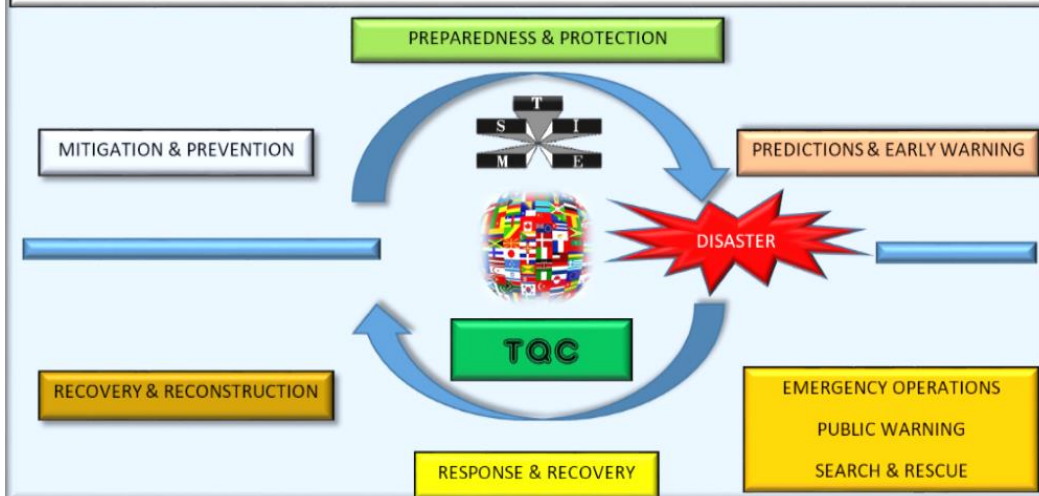 PREPAREDNESS & PROTECTION
T
S I
M E
MITIGATION & PREVENTION
PREDICTIONS & EARLY WARNING
DISASTER
TQC
RECOVERY & RECONSTRUCTION
EMERGENCY OPERATIONS
PUBLIC WARNING
SEARCH & RESCUE
RESPONSE & RECOVERY